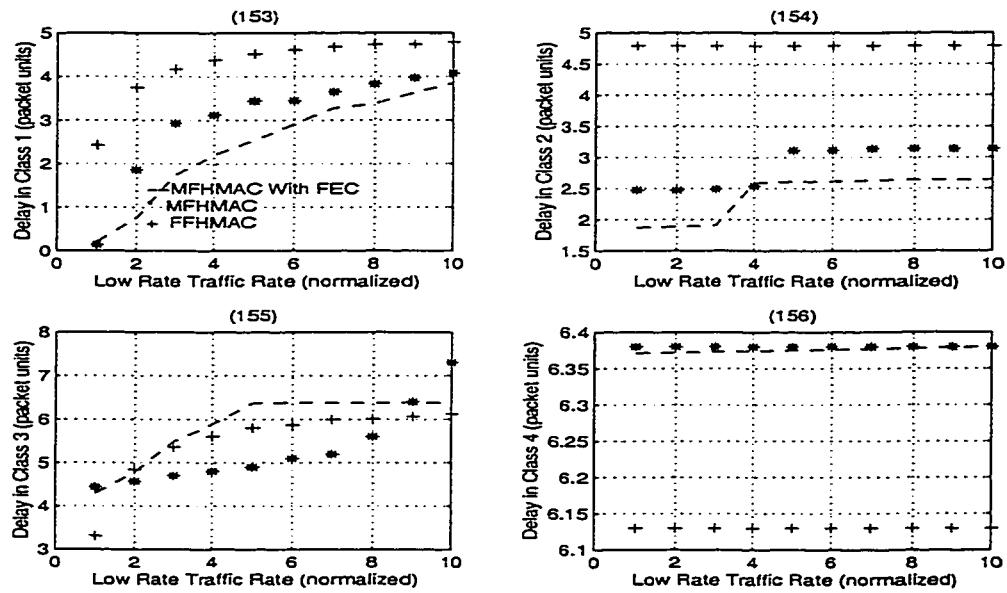 (153)
Delay in Class 1 (packet units)
5
4
3
2
1
0
MFHMAC With FEC
MFHMAC
+ FFHMAC
0 2 4 6 8 10
Low Rate Traffic Rate (normalized)
(154)
Delay in Class 2 (packet units)
5
4.5
4
3.5
3
2.5
2
1.5
0 2 4 6 8 10
Low Rate Traffic Rate (normalized)
(155)
Delay in Class 3 (packet units)
8
7
6
5
4
3
0 2 4 6 8 10
Low Rate Traffic Rate (normalized)
(156)
Delay in Class 4 (packet units)
6.4
6.35
6.3
6.25
6.2
6.15
6.1
0 2 4 6 8 10
Low Rate Traffic Rate (normalized)